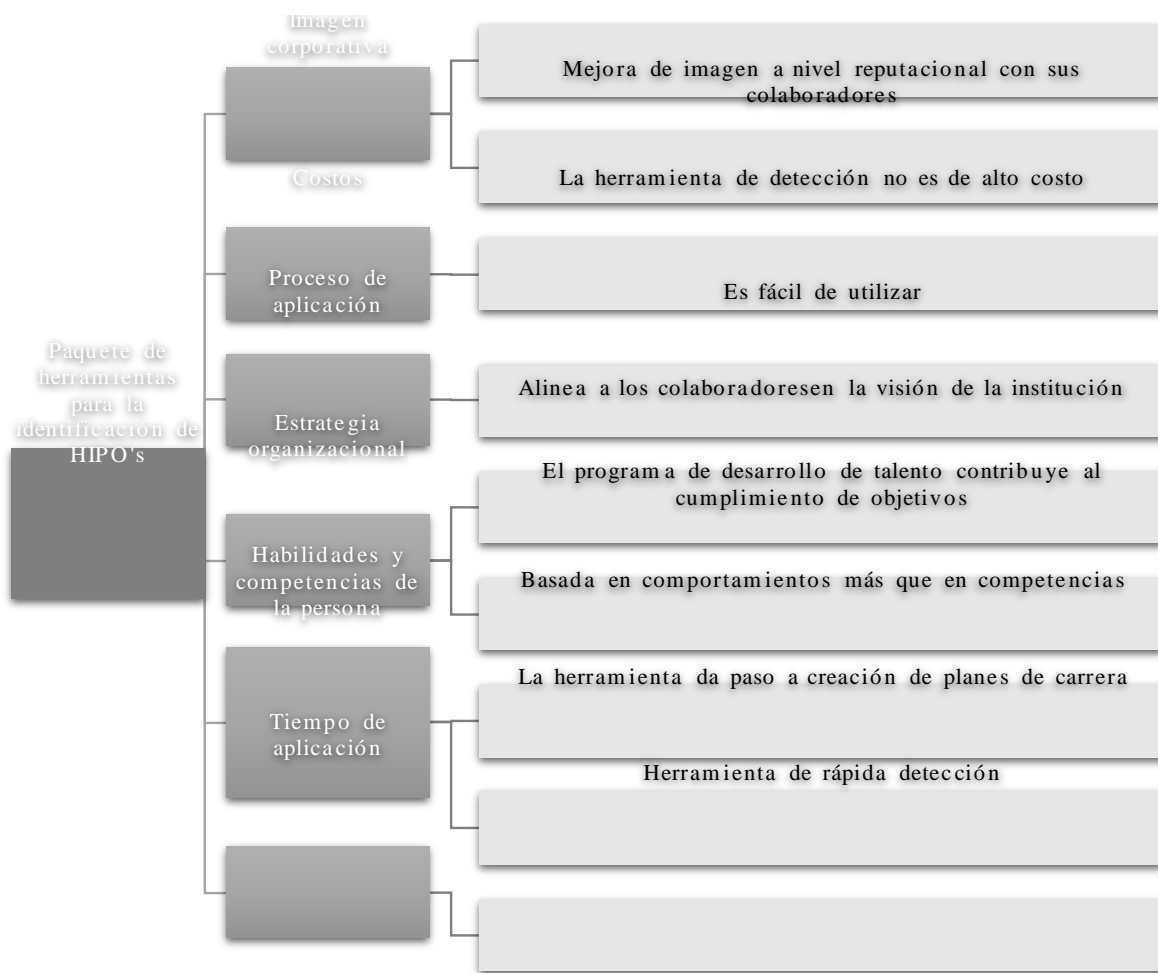 Imagen
corporativa
Mejora de imagen a nivel reputacional con sus
colaboradores
Costos
La herramienta de detección no es de alto costo
Proceso de
aplicación
Es fácil de utilizar
Paquete de
herramientas
para la
identificación de
HIPO's
Alinea a los colaboradoresen la visión de la institución
Estrategia
organizacional
El programa de desarrollo de talento contribuye al
cumplimiento de objetivos
Habilidades y
competencias de
la persona
Basada en comportamientos más que en competencias
La herramienta da paso a creación de planes de carrera
Tiempo de
aplicación
Herramienta de rápida detección